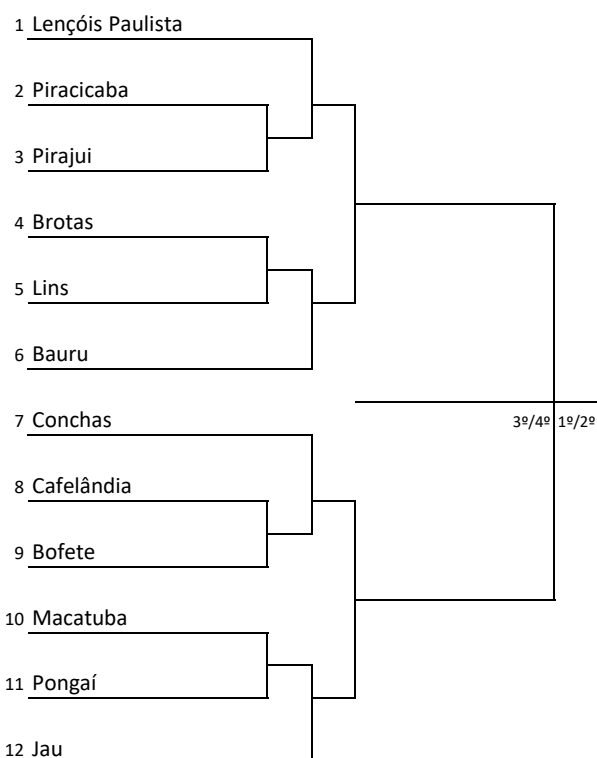 1 Lençóis Paulista
2 Piracicaba
3 Pirajui
4 Brotas
5 Lins
6 Bauru
7 Conchas
3º/4º 1º/2º
8 Cafelândia
9 Bofete
10 Macatuba
11 Pongaí
12 Jau